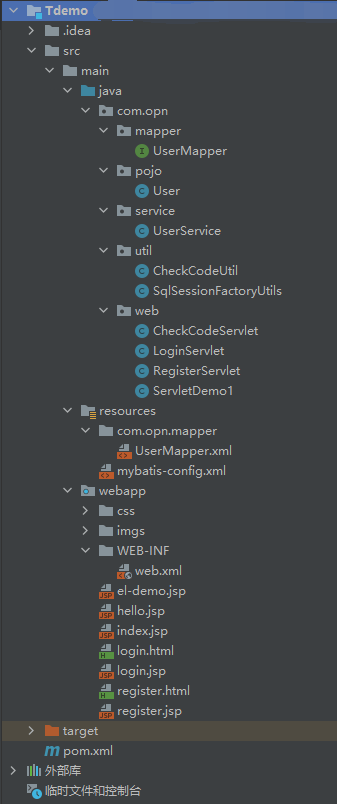 Tdemo
.idea
src
main
java
com.opn
mapper
UserMapper
pojo
User
service
UserService
util
CheckCodeUtil
SqlSessionFactoryUtils
web
CheckCodeServlet
LoginServlet
RegisterServlet
ServletDemo1
resources
com.opn.mapper
UserMapper.xml
mybatis-config.xml
webapp
css
imgs
WEB-INF
web.xml
el-demo.jsp
hello.jsp
index.jsp
login.html
login.jsp
register.html
register.jsp
target
pom.xml
外部库
临时文件和控制台